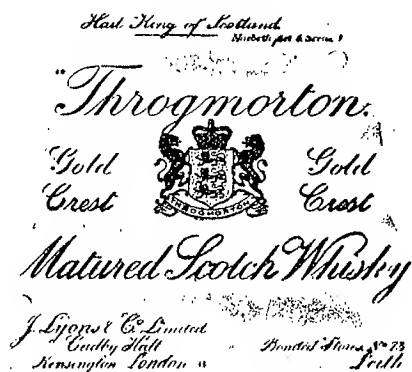 Hail King of Scotland
Macbeth
"Throgmorton
Gold Gold
Crest Crest
THROGMORTON
Matured Scotch Whisky
J. Lyons & Co. Limited
Cadby Hall Bonded Stores No 73
Kensington London W Leith